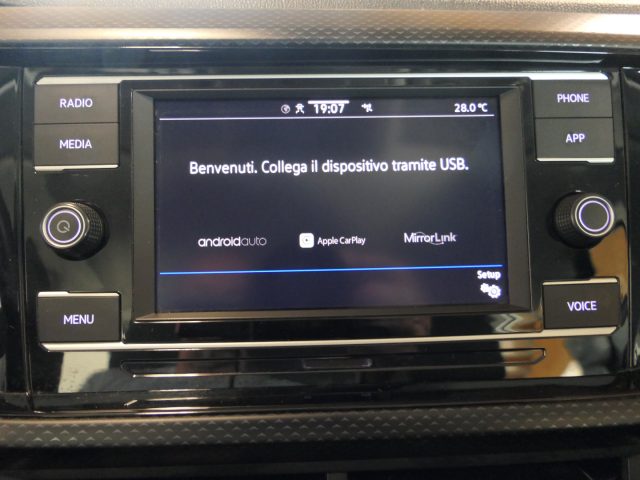 RADIO
MEDIA
MENU
19:07
28.0 °C
Benvenuti. Collega il dispositivo tramite USB.
androidauto
Apple CarPlay
MirrorLink
Setup
PHONE
APP
VOICE